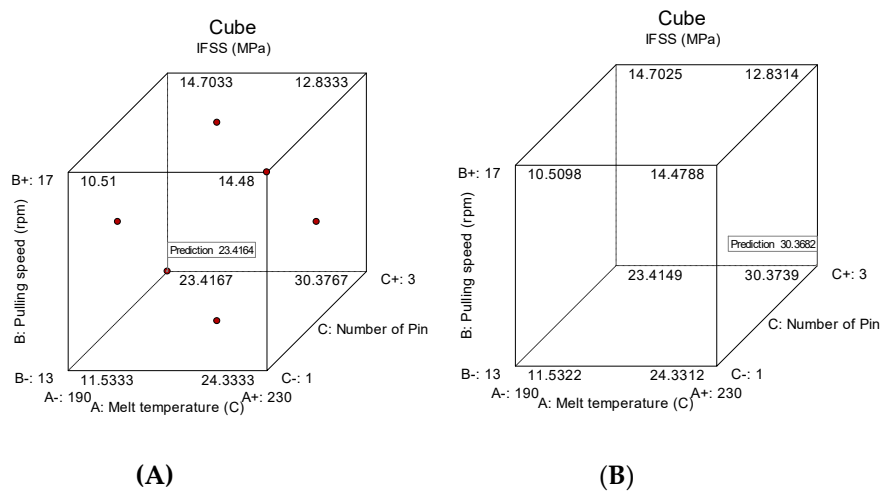 Cube
IFSS (MPa)
14.7033 12.8333
B+: 17 10.51 14.48
Prediction 23.4164
B: Pulling speed (rpm)
23.4167 30.3767 C+: 3
C: Number of Pin
B-: 13 11.5333 24.3333 C-: 1
A-: 190 A+: 230
A: Melt temperature (C)
(A)
Cube
IFSS (MPa)
14.7025 12.8314
B+: 17 10.5098 14.4788
Prediction 30.3682
B: Pulling speed (rpm)
23.4149 30.3739 C+: 3
C: Number of Pin
B-: 13 11.5322 24.3312 C-: 1
A-: 190 A+: 230
A: Melt temperature (C)
(B)